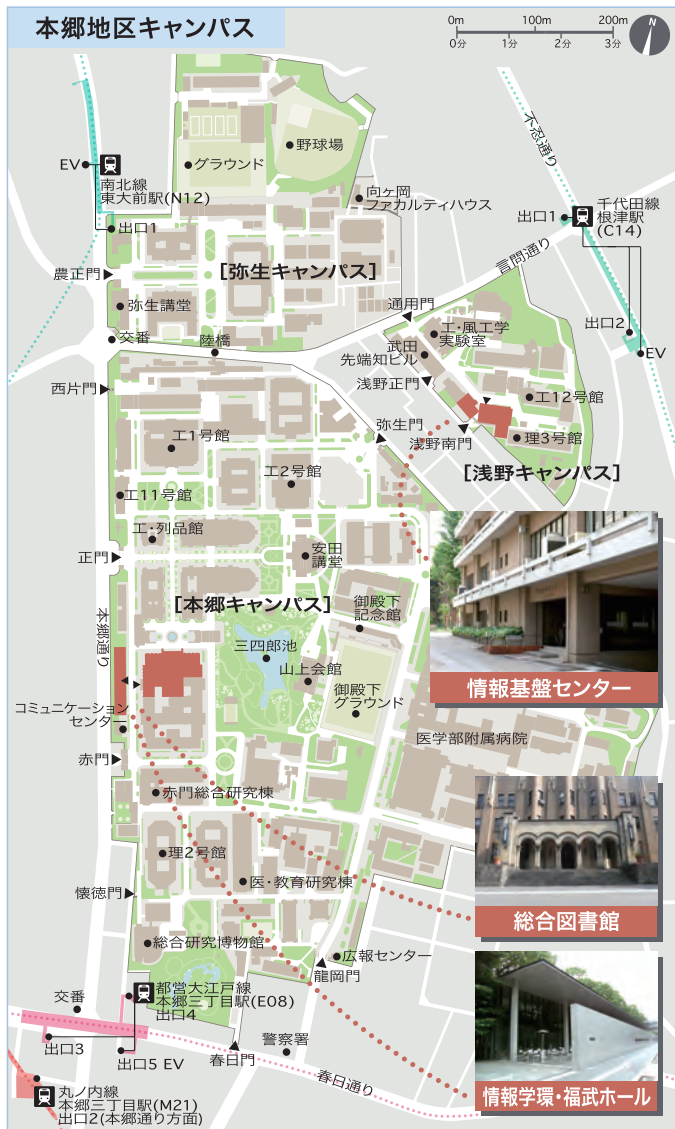 本郷地区キャンパス
0m 100m 200m
0分 1分 2分 3分
N
不忍通り
野球場
グラウンド
EV
南北線
東大前駅(N12)
出口1
向ヶ岡
ファカルティハウス
千代田線
根津駅
(C14)
出口1
言問通り
[弥生キャンパス]
農正門
弥生講堂
通用門
工・風工学
実験室
出口2
EV
交番
陸橋
武田
先端知ビル
浅野正門
西片門
工12号館
弥生門
浅野南門
理3号館
工1号館
[浅野キャンパス]
工2号館
工11号館
工・列品館
正門
安田
講堂
[本郷キャンパス]
御殿下
記念館
本郷通り
三四郎池
山上会館
情報基盤センター
御殿下
グラウンド
コミュニケーション
センター
医学部附属病院
赤門
赤門総合研究棟
理2号館
医・教育研究棟
懐徳門
総合図書館
総合研究博物館
広報センター
龍岡門
都営大江戸線
本郷三丁目駅(E08)
出口4
交番
出口3
出口5 EV
春日門
警察署
春日通り
情報学環・福武ホール
丸ノ内線
本郷三丁目駅(M21)
出口2(本郷通り方面)